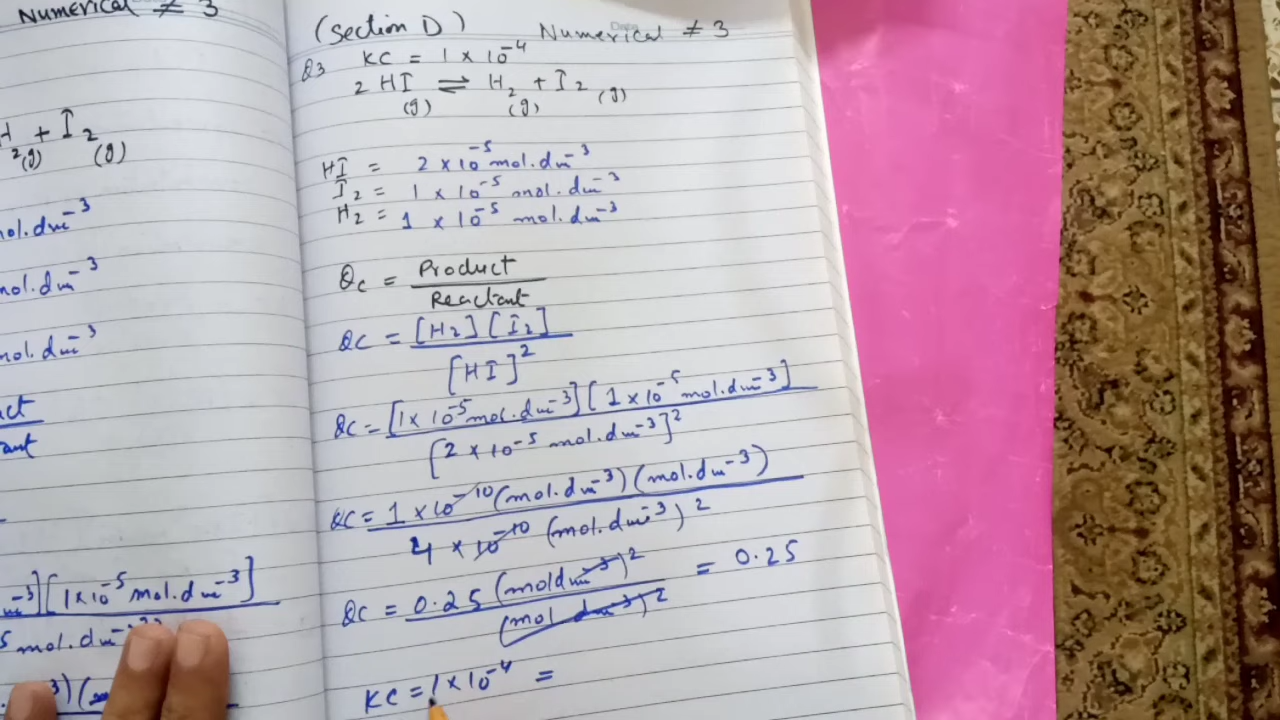 Numerical ≠ 3
H2(g) + I2(g)
mol.dm⁻³
mol.dm⁻³
mol.dm⁻³
[1×10⁻⁵ mol.dm⁻³]
mol.dm⁻³
(Section D) Numerical ≠ 3
Date
Q3 KC = 1 × 10⁻⁴
2 HI(g) ⇌ H2(g) + I2(g)
HI = 2 × 10⁻⁵ mol.dm⁻³
I2 = 1 × 10⁻⁵ mol.dm⁻³
H2 = 1 × 10⁻⁵ mol.dm⁻³
Qc = Product
Reactant
QC = [H2] [I2]
[HI]²
QC = [1× 10⁻⁵ mol.dm⁻³] [1×10⁻⁵ mol.dm⁻³]
[2 × 10⁻⁵ mol.dm⁻³]²
QC = 1 × 10⁻¹⁰ (mol.dm⁻³) (mol.dm⁻³)
4 × 10⁻¹⁰ (mol.dm⁻³)²
QC = 0.25 (moldm⁻³)² = 0.25
(mol dm⁻³)²
KC = 1 × 10⁻⁴ =